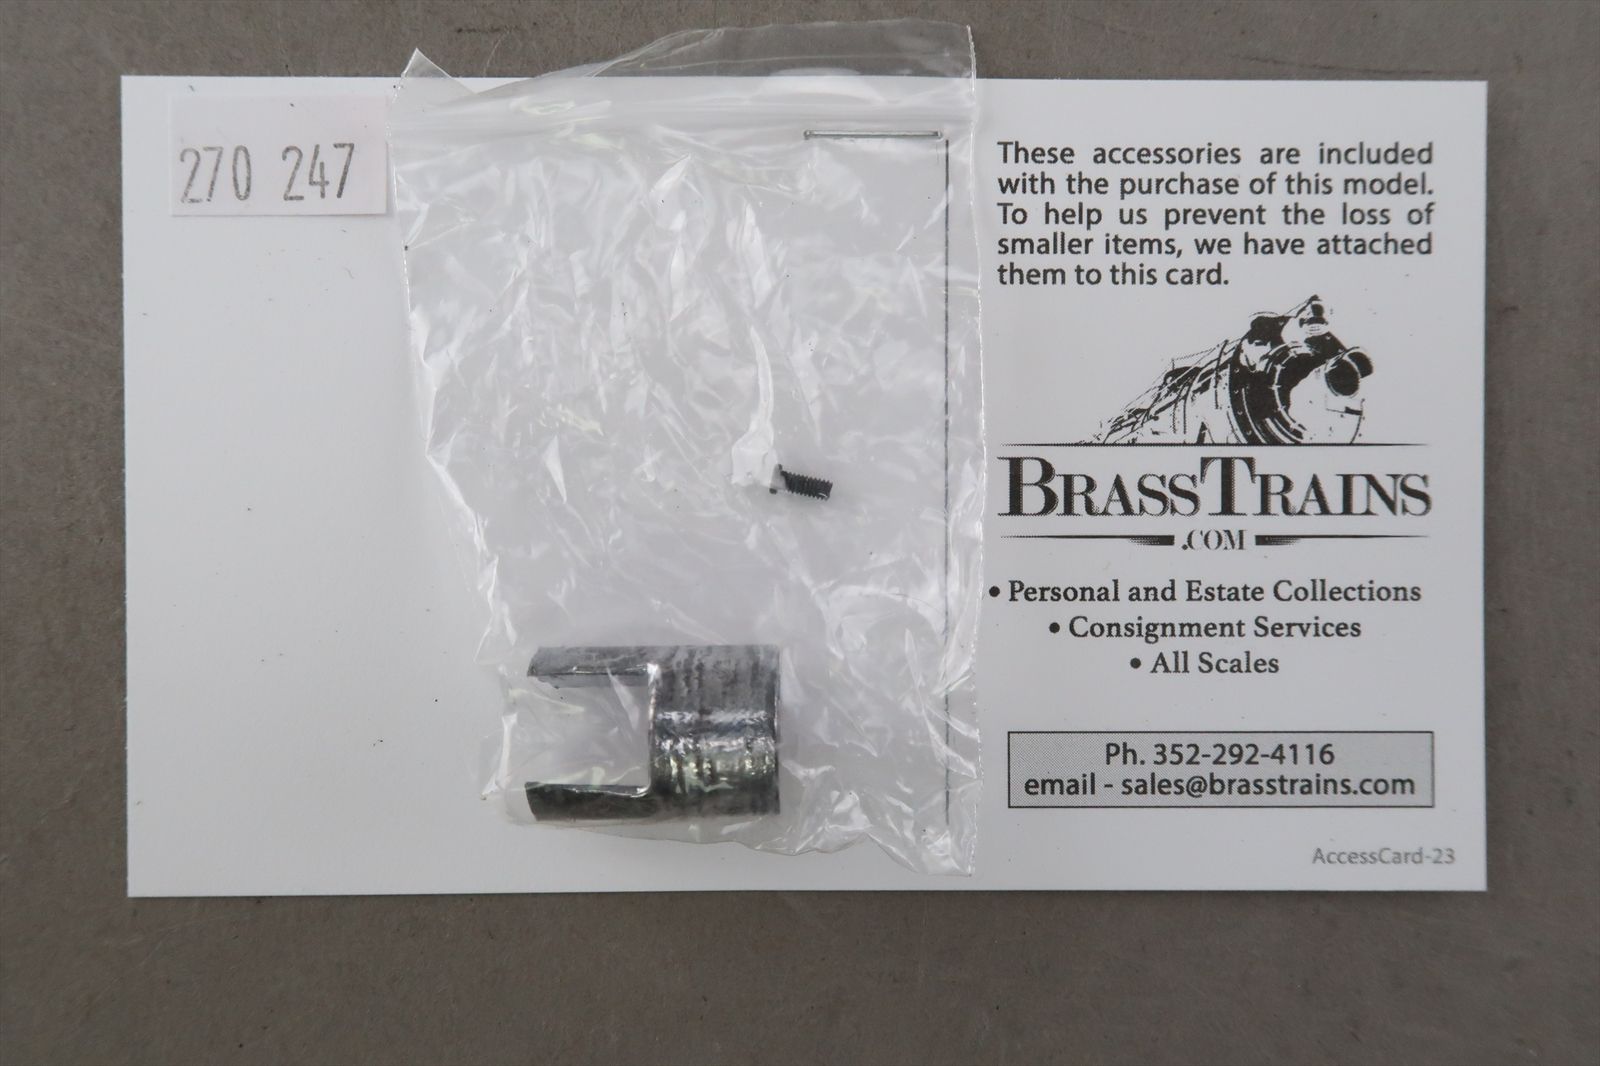 270 247
These accessories are included
with the purchase of this model.
To help us prevent the loss of
smaller items, we have attached
them to this card.
BRASSTRAINS
.COM
• Personal and Estate Collections
• Consignment Services
• All Scales
Ph. 352-292-4116
email - sales@brasstrains.com
AccessCard-23